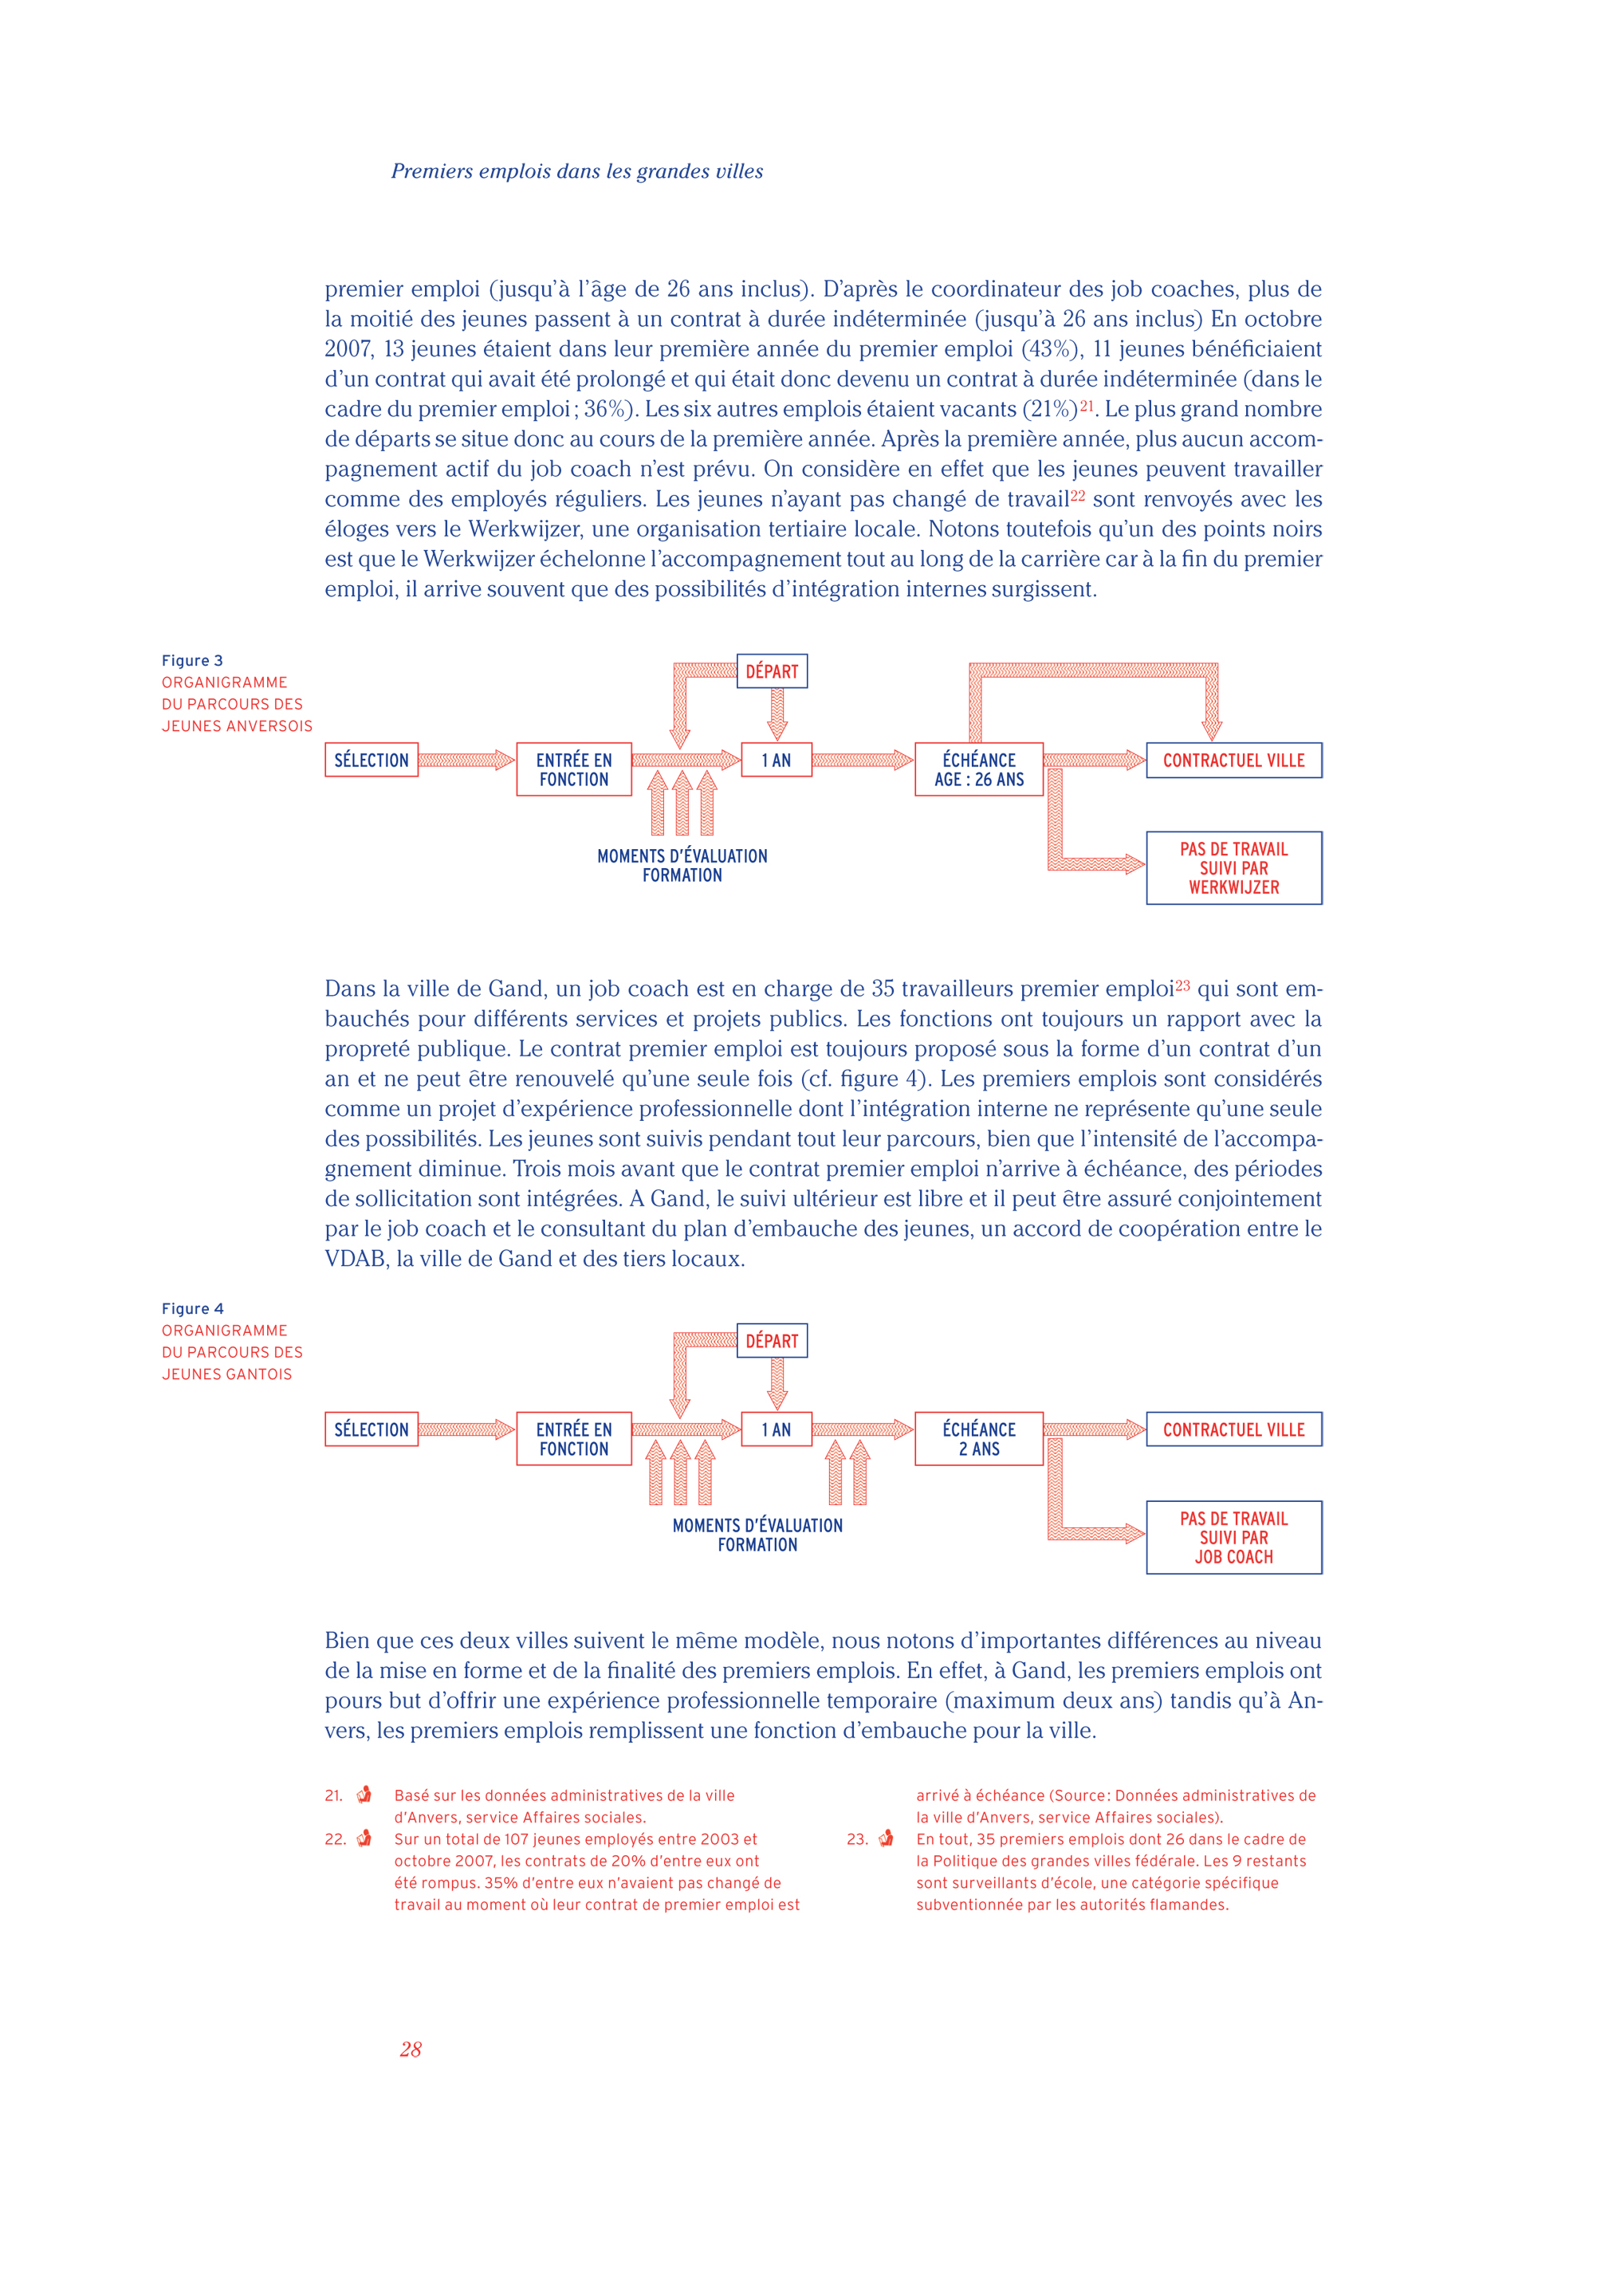 Premiers emplois dans les grandes villes
premier emploi (jusqu’à l’âge de 26 ans inclus). D’après le coordinateur des job coaches, plus de
la moitié des jeunes passent à un contrat à durée indéterminée (jusqu’à 26 ans inclus) En octobre
2007, 13 jeunes étaient dans leur première année du premier emploi (43%), 11 jeunes bénéficiaient
d’un contrat qui avait été prolongé et qui était donc devenu un contrat à durée indéterminée (dans le
cadre du premier emploi ; 36%). Les six autres emplois étaient vacants (21%)21. Le plus grand nombre
de départs se situe donc au cours de la première année. Après la première année, plus aucun accom-
pagnement actif du job coach n’est prévu. On considère en effet que les jeunes peuvent travailler
comme des employés réguliers. Les jeunes n’ayant pas changé de travail22 sont renvoyés avec les
éloges vers le Werkwijzer, une organisation tertiaire locale. Notons toutefois qu’un des points noirs
est que le Werkwijzer échelonne l’accompagnement tout au long de la carrière car à la fin du premier
emploi, il arrive souvent que des possibilités d’intégration internes surgissent.
Figure 3
ORGANIGRAMME
DU PARCOURS DES
JEUNES ANVERSOIS
DÉPART
SÉLECTION
ENTRÉE EN
FONCTION
1 AN
ÉCHÉANCE
AGE : 26 ANS
CONTRACTUEL VILLE
MOMENTS D’ÉVALUATION
FORMATION
PAS DE TRAVAIL
SUIVI PAR
WERKWIJZER
Dans la ville de Gand, un job coach est en charge de 35 travailleurs premier emploi23 qui sont em-
bauchés pour différents services et projets publics. Les fonctions ont toujours un rapport avec la
propreté publique. Le contrat premier emploi est toujours proposé sous la forme d’un contrat d’un
an et ne peut être renouvelé qu’une seule fois (cf. figure 4). Les premiers emplois sont considérés
comme un projet d’expérience professionnelle dont l’intégration interne ne représente qu’une seule
des possibilités. Les jeunes sont suivis pendant tout leur parcours, bien que l’intensité de l’accompa-
gnement diminue. Trois mois avant que le contrat premier emploi n’arrive à échéance, des périodes
de sollicitation sont intégrées. A Gand, le suivi ultérieur est libre et il peut être assuré conjointement
par le job coach et le consultant du plan d’embauche des jeunes, un accord de coopération entre le
VDAB, la ville de Gand et des tiers locaux.
Figure 4
ORGANIGRAMME
DU PARCOURS DES
JEUNES GANTOIS
DÉPART
SÉLECTION
ENTRÉE EN
FONCTION
1 AN
ÉCHÉANCE
2 ANS
CONTRACTUEL VILLE
MOMENTS D’ÉVALUATION
FORMATION
PAS DE TRAVAIL
SUIVI PAR
JOB COACH
Bien que ces deux villes suivent le même modèle, nous notons d’importantes différences au niveau
de la mise en forme et de la finalité des premiers emplois. En effet, à Gand, les premiers emplois ont
pours but d’offrir une expérience professionnelle temporaire (maximum deux ans) tandis qu’à An-
vers, les premiers emplois remplissent une fonction d’embauche pour la ville.
21. Basé sur les données administratives de la ville
d’Anvers, service Affaires sociales.
22. Sur un total de 107 jeunes employés entre 2003 et
octobre 2007, les contrats de 20% d’entre eux ont
été rompus. 35% d’entre eux n’avaient pas changé de
travail au moment où leur contrat de premier emploi est
arrivé à échéance (Source : Données administratives de
la ville d’Anvers, service Affaires sociales).
23. En tout, 35 premiers emplois dont 26 dans le cadre de
la Politique des grandes villes fédérale. Les 9 restants
sont surveillants d’école, une catégorie spécifique
subventionnée par les autorités flamandes.
28